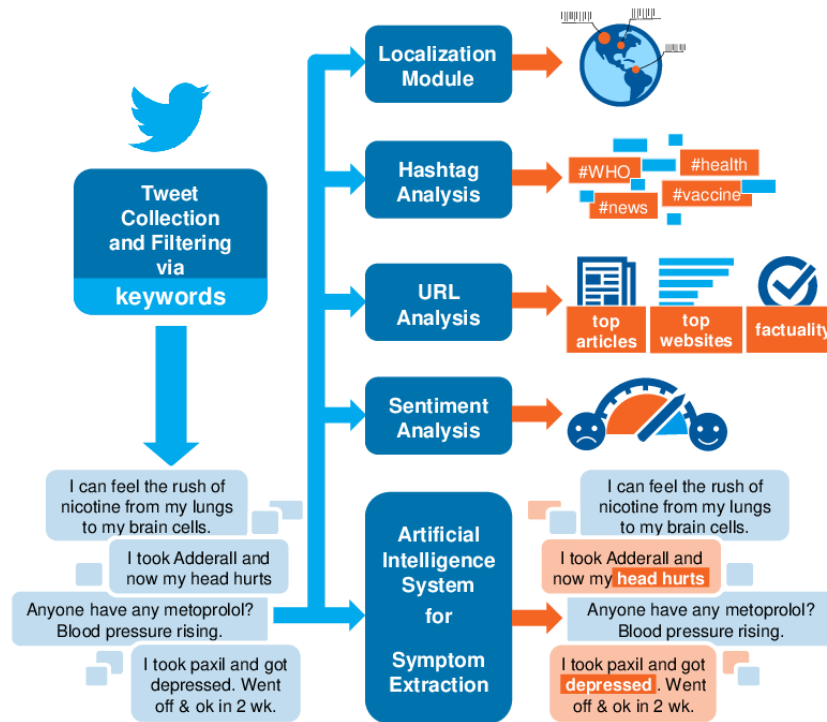 Tweet
Collection
and Filtering
via
keywords
I can feel the rush of
nicotine from my lungs
to my brain cells.
I took Adderall and
now my head hurts
Anyone have any metoprolol?
Blood pressure rising.
I took paxil and got
depressed. Went
off & ok in 2 wk.
Localization
Module
Hashtag
Analysis
#WHO
#health
#news
#vaccine
URL
Analysis
top
articles
top
websites
factuality
Sentiment
Analysis
Artificial
Intelligence
System
for
Symptom
Extraction
I can feel the rush of
nicotine from my lungs
to my brain cells.
I took Adderall and
now my head hurts
Anyone have any metoprolol?
Blood pressure rising.
I took paxil and got
depressed. Went
off & ok in 2 wk.